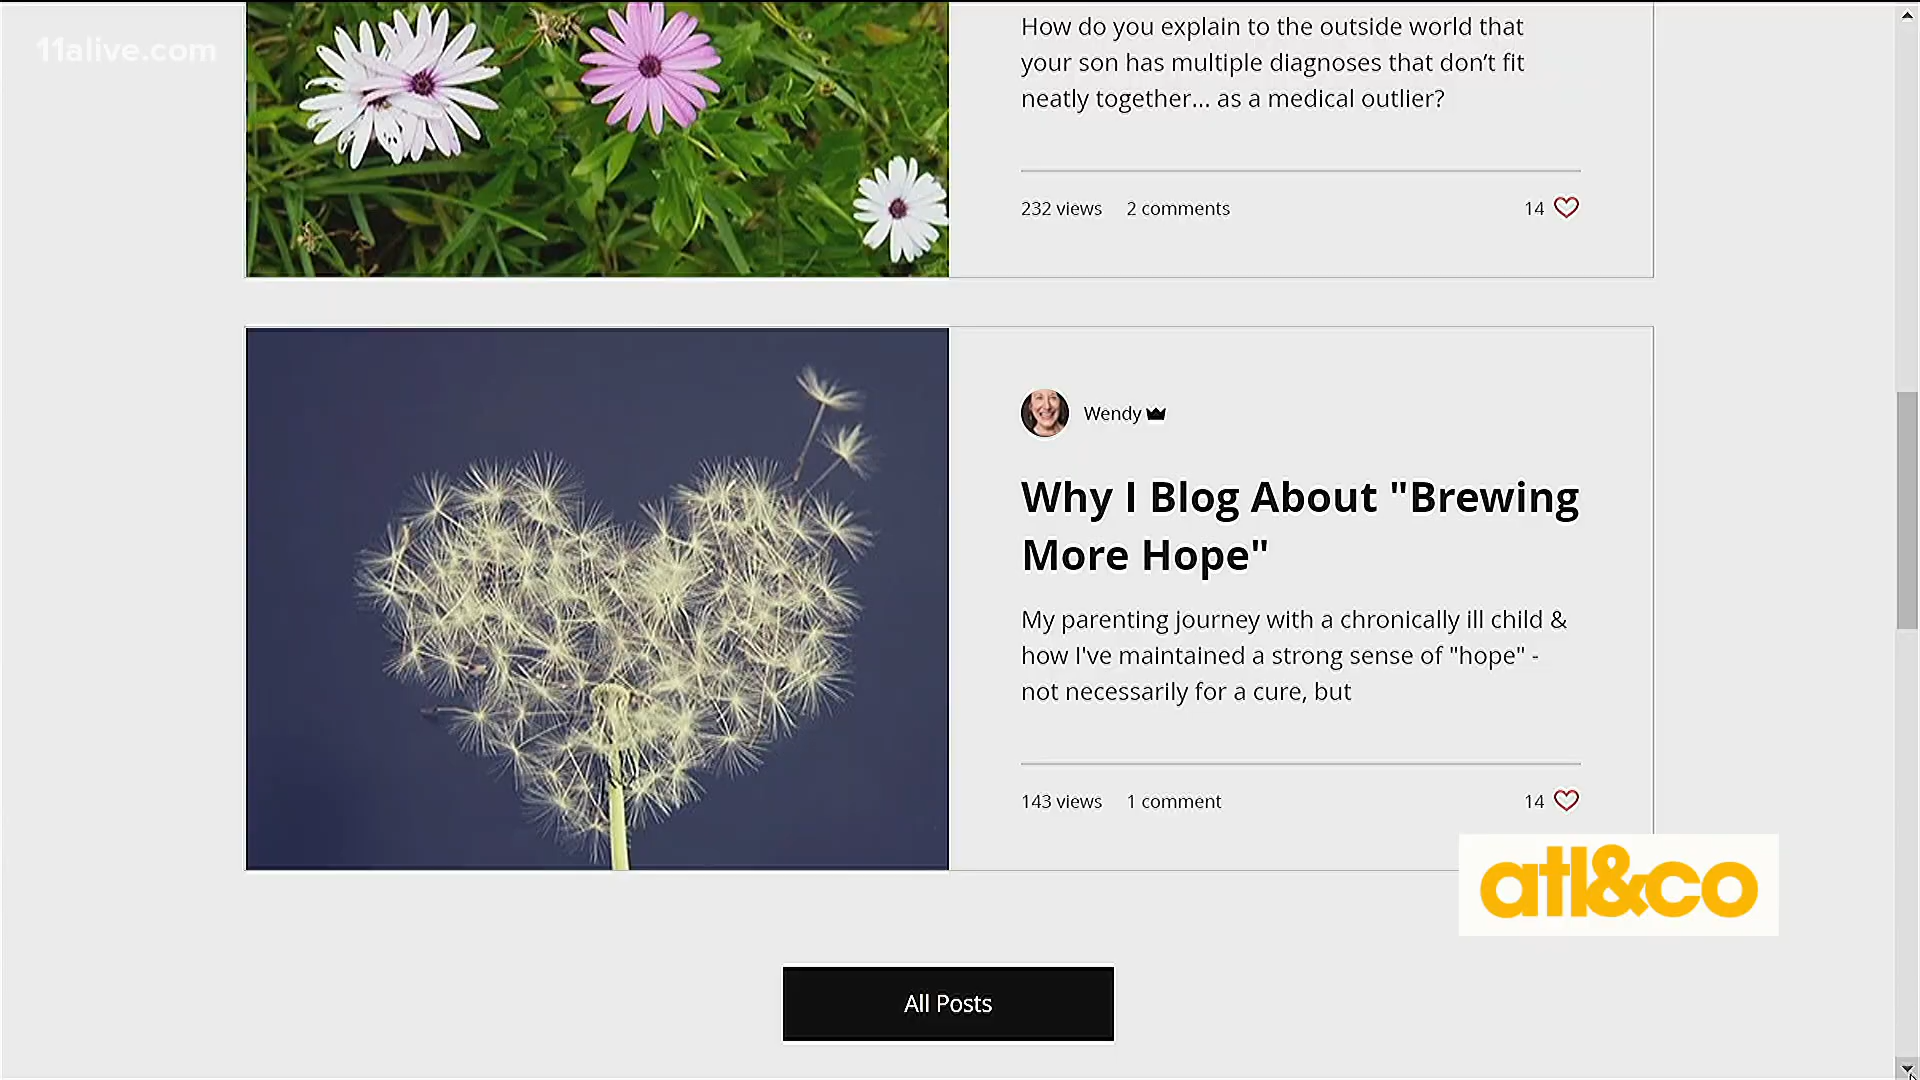 11alive.com
How do you explain to the outside world that
your son has multiple diagnoses that don’t fit
neatly together... as a medical outlier?
232 views 2 comments 14
Wendy
Why I Blog About "Brewing
More Hope"
My parenting journey with a chronically ill child &
how I've maintained a strong sense of "hope" -
not necessarily for a cure, but
143 views 1 comment 14
atl&co
All Posts